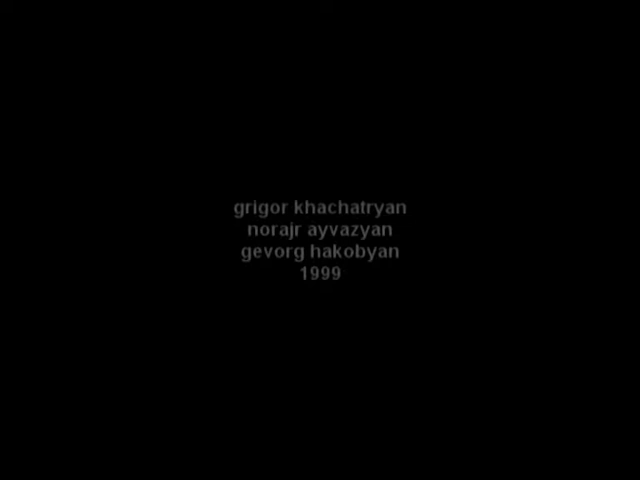 grigor khachatryan
norajr ayvazyan
gevorg hakobyan
1999